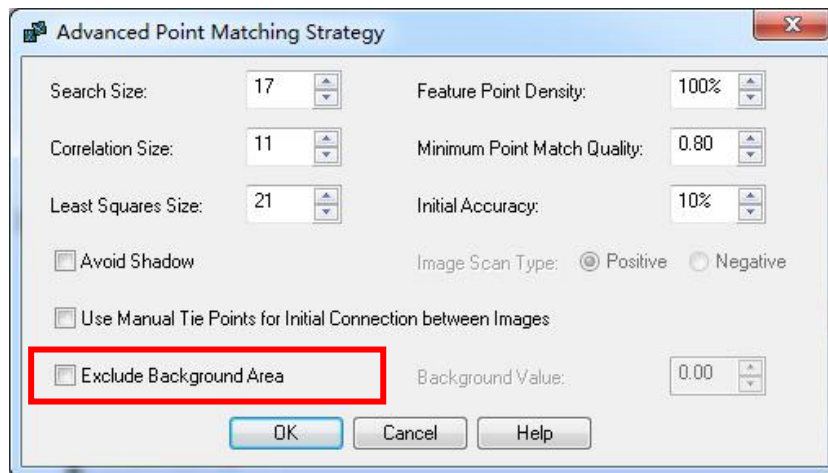 Advanced Point Matching Strategy
Search Size: 17 Feature Point Density: 100%
Correlation Size: 11 Minimum Point Match Quality: 0.80
Least Squares Size: 21 Initial Accuracy: 10%
Avoid Shadow Image Scan Type: Positive Negative
Use Manual Tie Points for Initial Connection between Images
Exclude Background Area Background Value: 0.00
OK Cancel Help